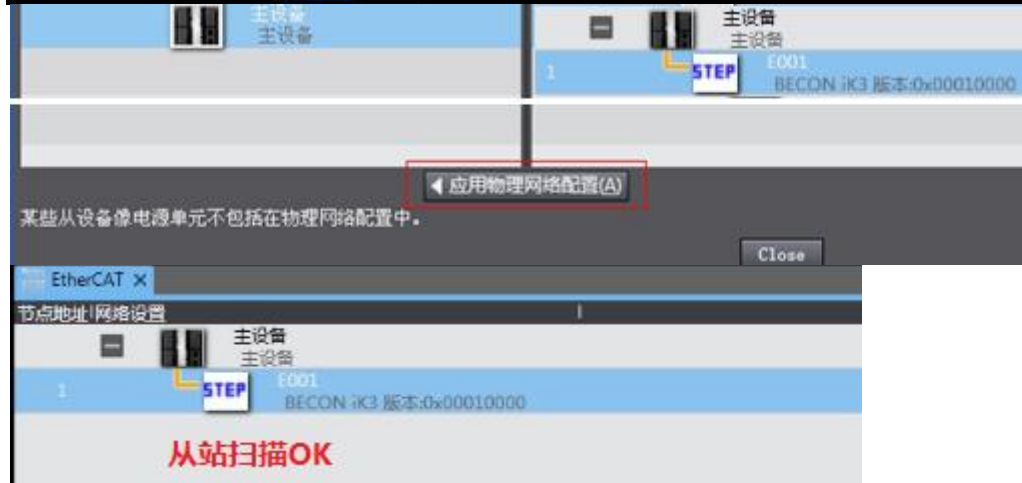 主设备
主设备
主设备
主设备
1
STEP
E001
BECON iK3 版本:0x00010000
应用物理网络配置(A)
某些从设备像电源单元不包括在物理网络配置中。
Close
EtherCAT ×
节点地址|网络设置
主设备
主设备
1
STEP
E001
BECON iK3 版本:0x00010000
从站扫描OK